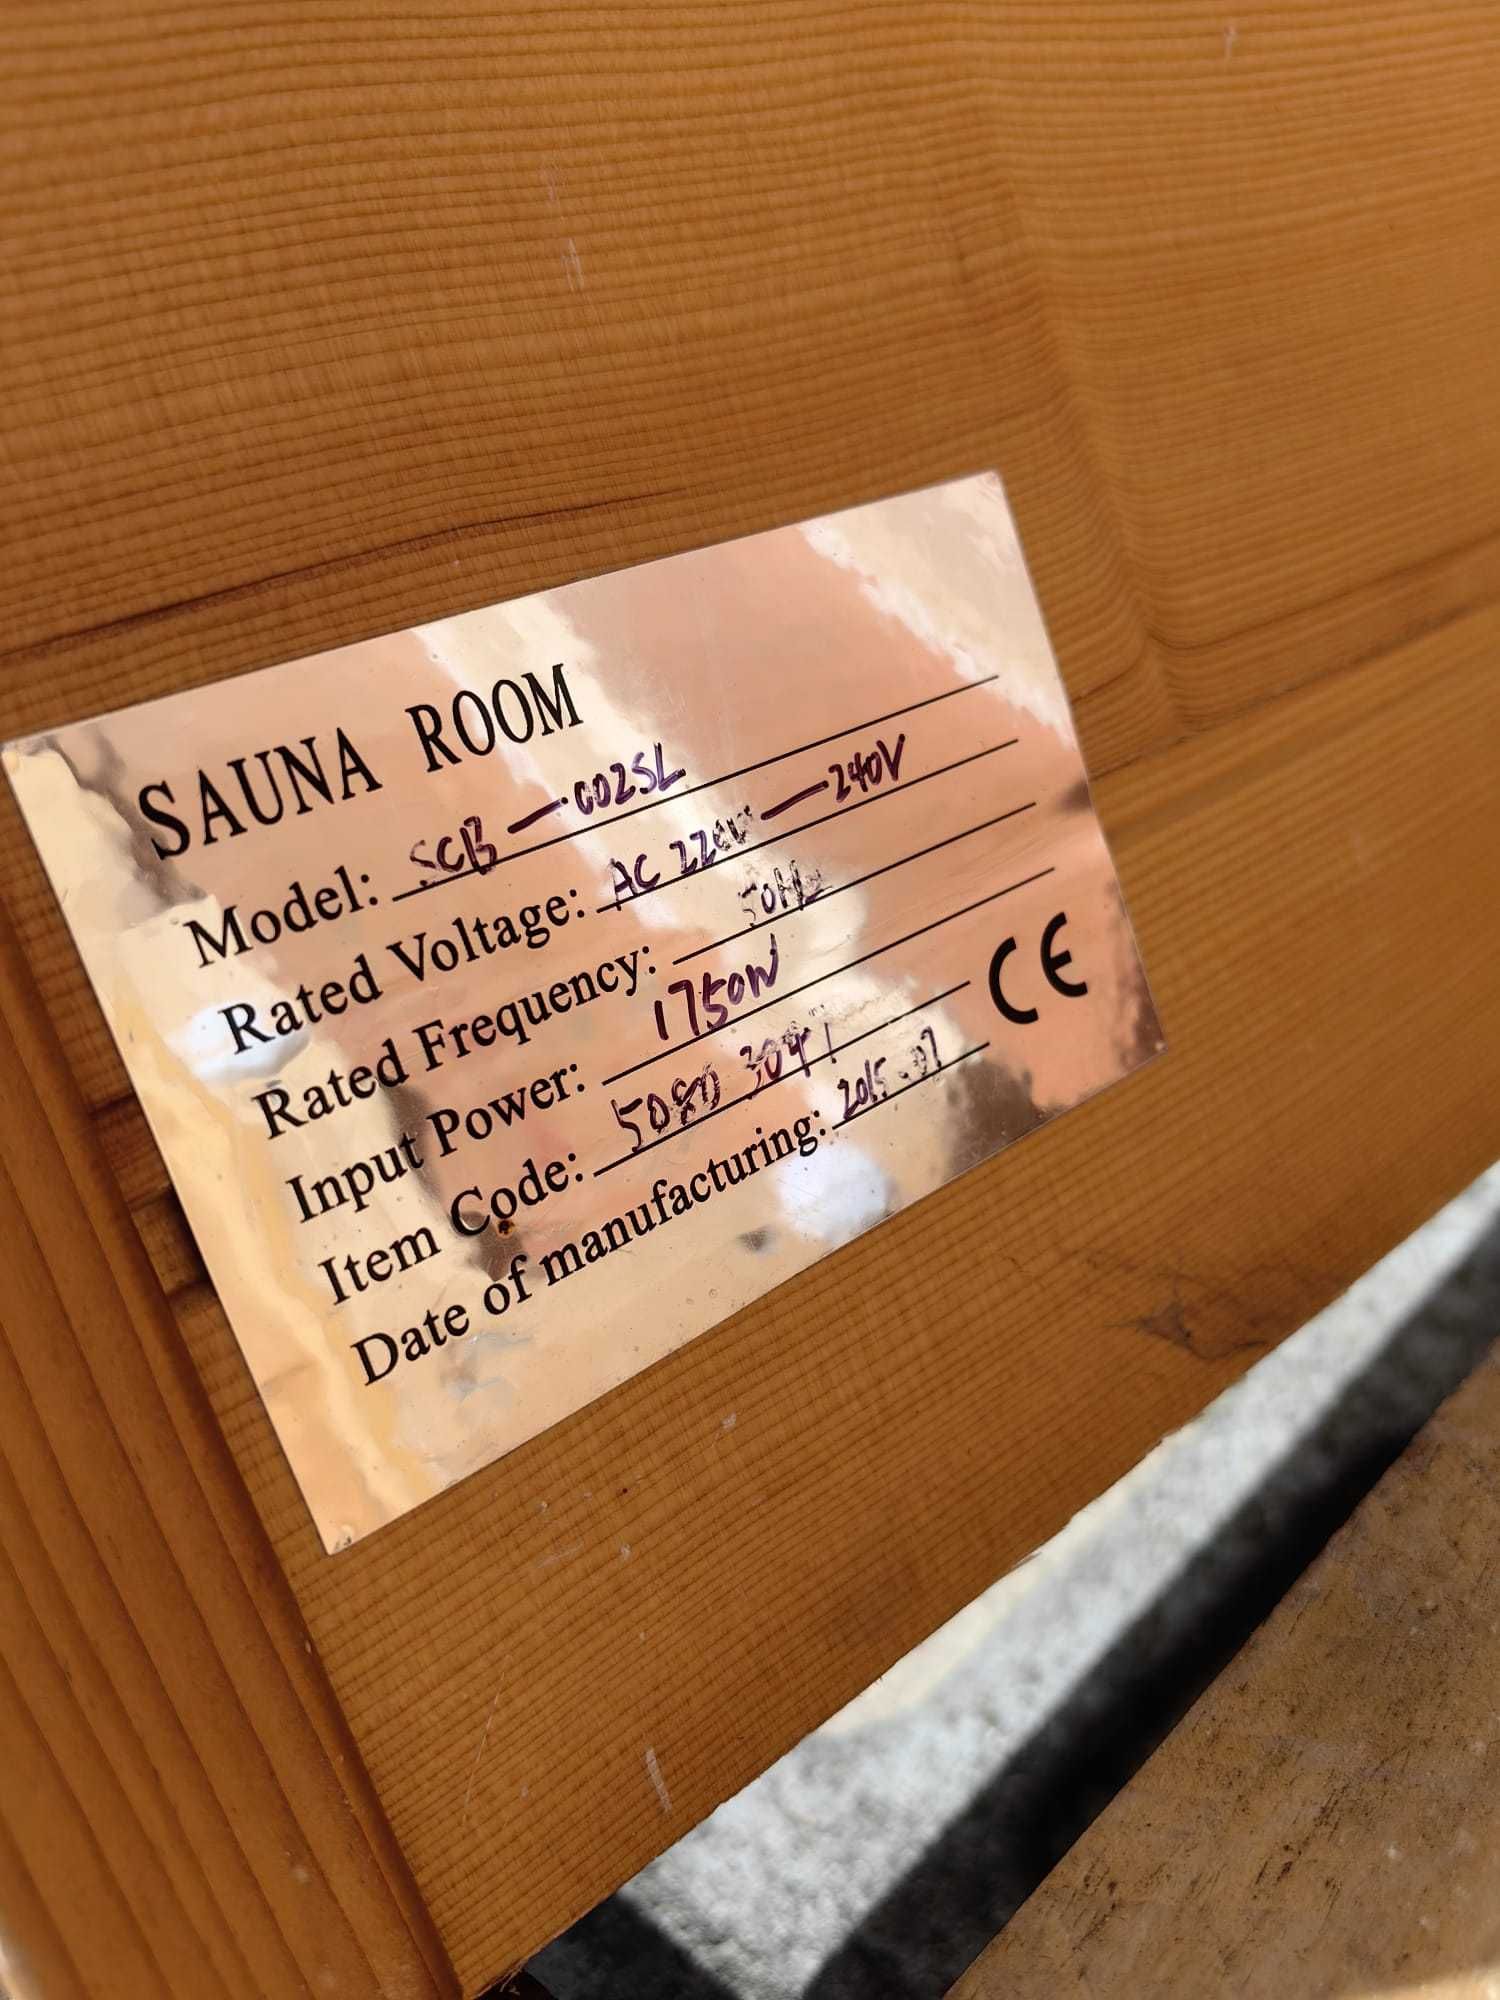 SAUNA ROOM
Model: SCB-002SL
Rated Voltage: AC 220V-240V
Rated Frequency: 50Hz
Input Power: 1750W
Item Code: 5080
Date of manufacturing: 2015.07
CE